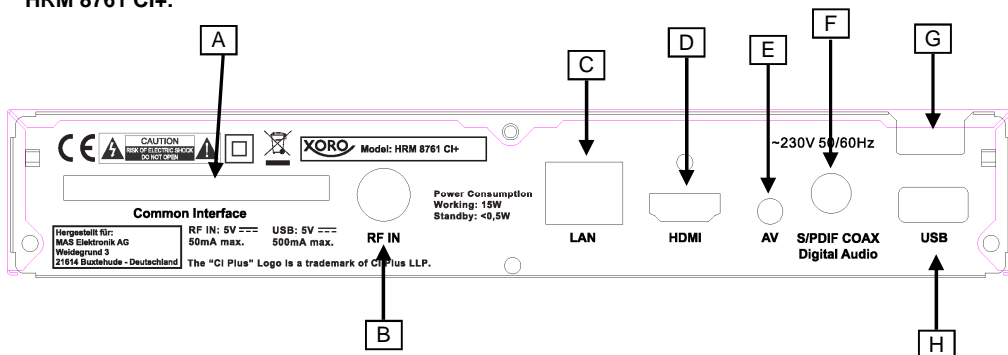 HRM 8761 CI+:
A
B
C
D
E
F
G
H
CE
CAUTION
RISK OF ELECTRIC SHOCK
DO NOT OPEN
XORO Model: HRM 8761 CI+
~230V 50/60Hz
Common Interface
RF IN: 5V
50mA max.
USB: 5V
500mA max.
Hergestellt für:
MAS Elektronik AG
Weidegrund 3
21614 Buxtehude - Deutschland
The "CI Plus" Logo is a trademark of CI Plus LLP.
RF IN
Power Consumption
Working: 15W
Standby: <0,5W
LAN
HDMI
AV
S/PDIF COAX
Digital Audio
USB